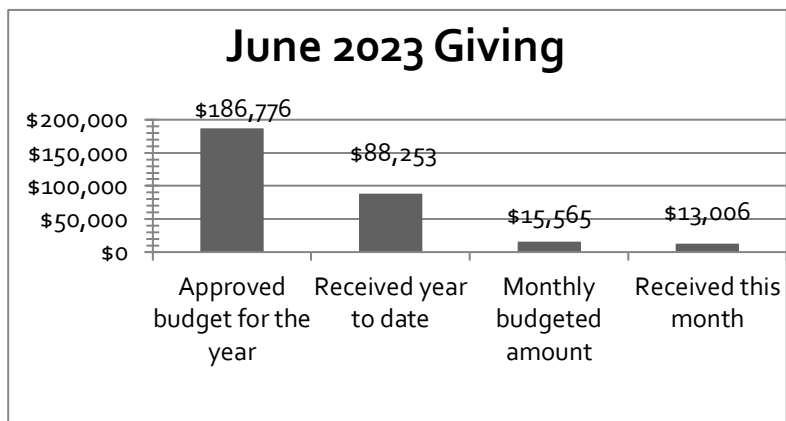 June 2023 Giving
$200,000
$150,000
$100,000
$50,000
$0
$186,776
$88,253
$15,565
$13,006
Approved
budget for the
year
Received year
to date
Monthly
budgeted
amount
Received this
month